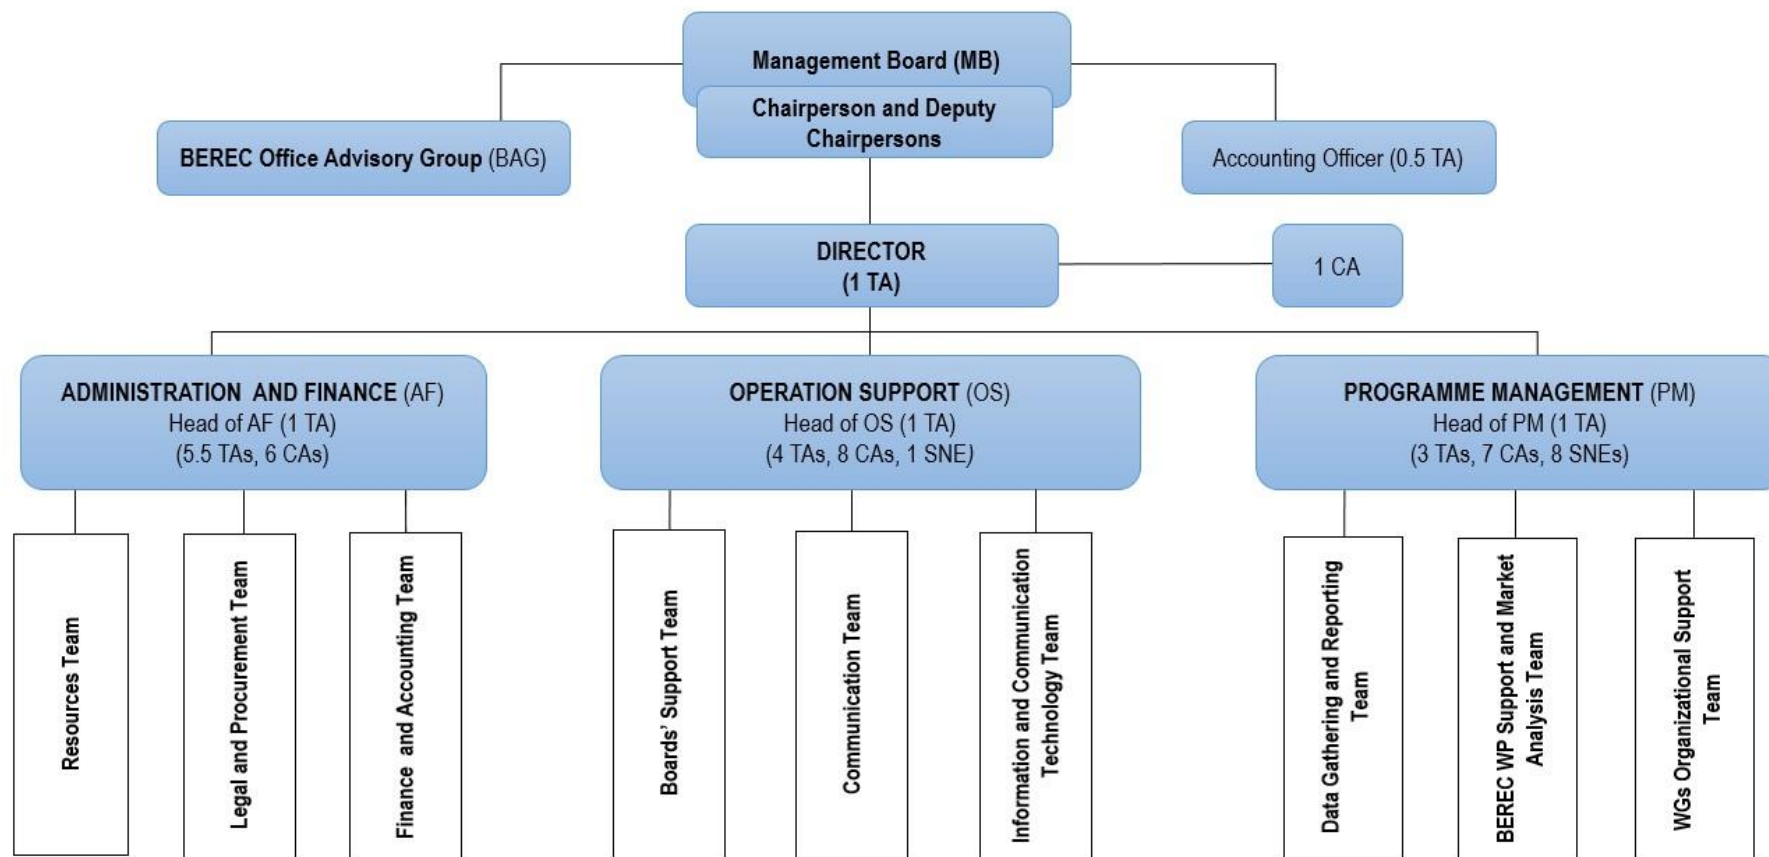 Management Board (MB)
Chairperson and Deputy
Chairpersons
BEREC Office Advisory Group (BAG)
Accounting Officer (0.5 TA)
DIRECTOR
(1 TA)
1 CA
ADMINISTRATION AND FINANCE (AF)
Head of AF (1 TA)
(5.5 TAs, 6 CAs)
OPERATION SUPPORT (OS)
Head of OS (1 TA)
(4 TAs, 8 CAs, 1 SNE)
PROGRAMME MANAGEMENT (PM)
Head of PM (1 TA)
(3 TAs, 7 CAs, 8 SNEs)
Resources Team
Legal and Procurement Team
Finance and Accounting Team
Boards’ Support Team
Communication Team
Information and Communication
Technology Team
Data Gathering and Reporting
Team
BEREC WP Support and Market
Analysis Team
WGs Organizational Support
Team